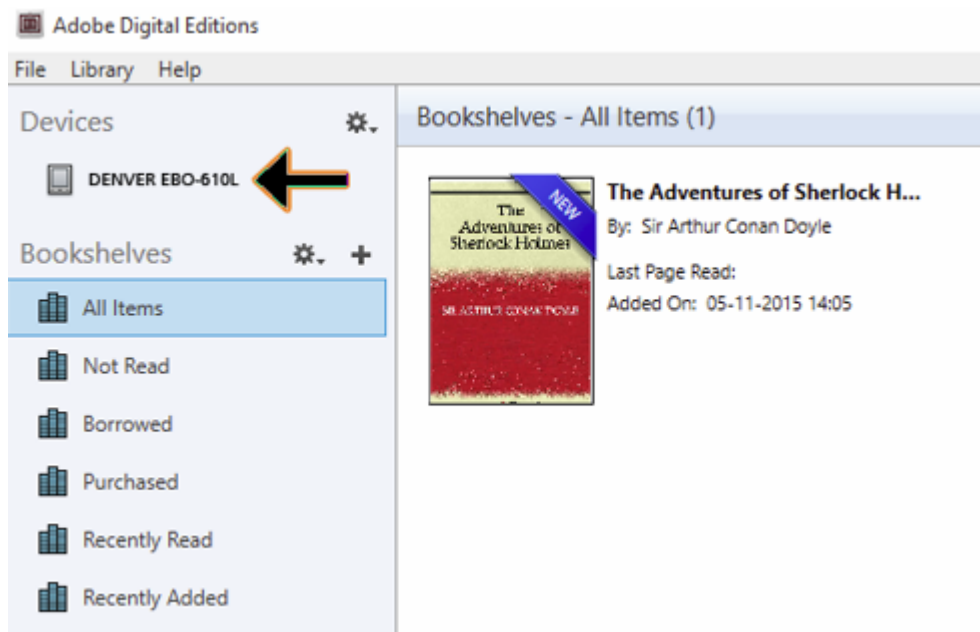 Adobe Digital Editions
File Library Help
Devices
DENVER EBO-610L
Bookshelves
All Items
Not Read
Borrowed
Purchased
Recently Read
Recently Added
Bookshelves - All Items (1)
The
Adventures of
Sherlock Holmes
NEW
SIR ARTHUR CONAN DOYLE
The Adventures of Sherlock H...
By: Sir Arthur Conan Doyle
Last Page Read:
Added On: 05-11-2015 14:05